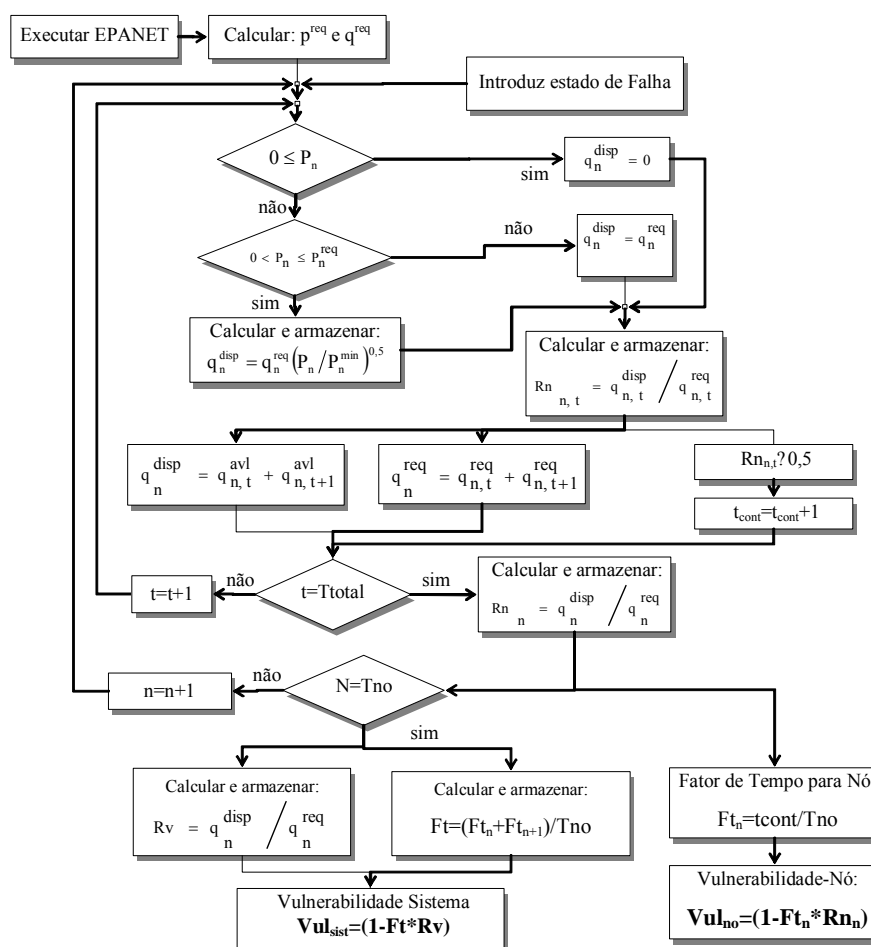 Executar EPANET
Calcular: p^req e q^req
Introduz estado de Falha
0 ≤ P_n
sim
q_n^disp = 0
não
0 < P_n ≤ P_n^req
não
q_n^disp = q_n^req
sim
Calcular e armazenar:
q_n^disp = q_n^req (P_n / P_n^min)^0,5
Calcular e armazenar:
Rn_n, t = q_n, t^disp / q_n, t^req
q_n^disp = q_n, t^avl + q_n, t+1^avl
q_n^req = q_n, t^req + q_n, t+1^req
Rn_n,t? 0,5
t_cont=t_cont+1
t=t+1
não
t=Ttotal
sim
Calcular e armazenar:
Rn_n = q_n^disp / q_n^req
n=n+1
não
N=Tno
sim
Calcular e armazenar:
Rv = q_n^disp / q_n^req
Calcular e armazenar:
Ft=(Ft_n+Ft_n+1)/Tno
Fator de Tempo para Nó
Ft_n=tcont/Tno
Vulnerabilidade Sistema
Vul_sist=(1-Ft*Rv)
Vulnerabilidade-Nó:
Vul_no=(1-Ft_n*Rn_n)